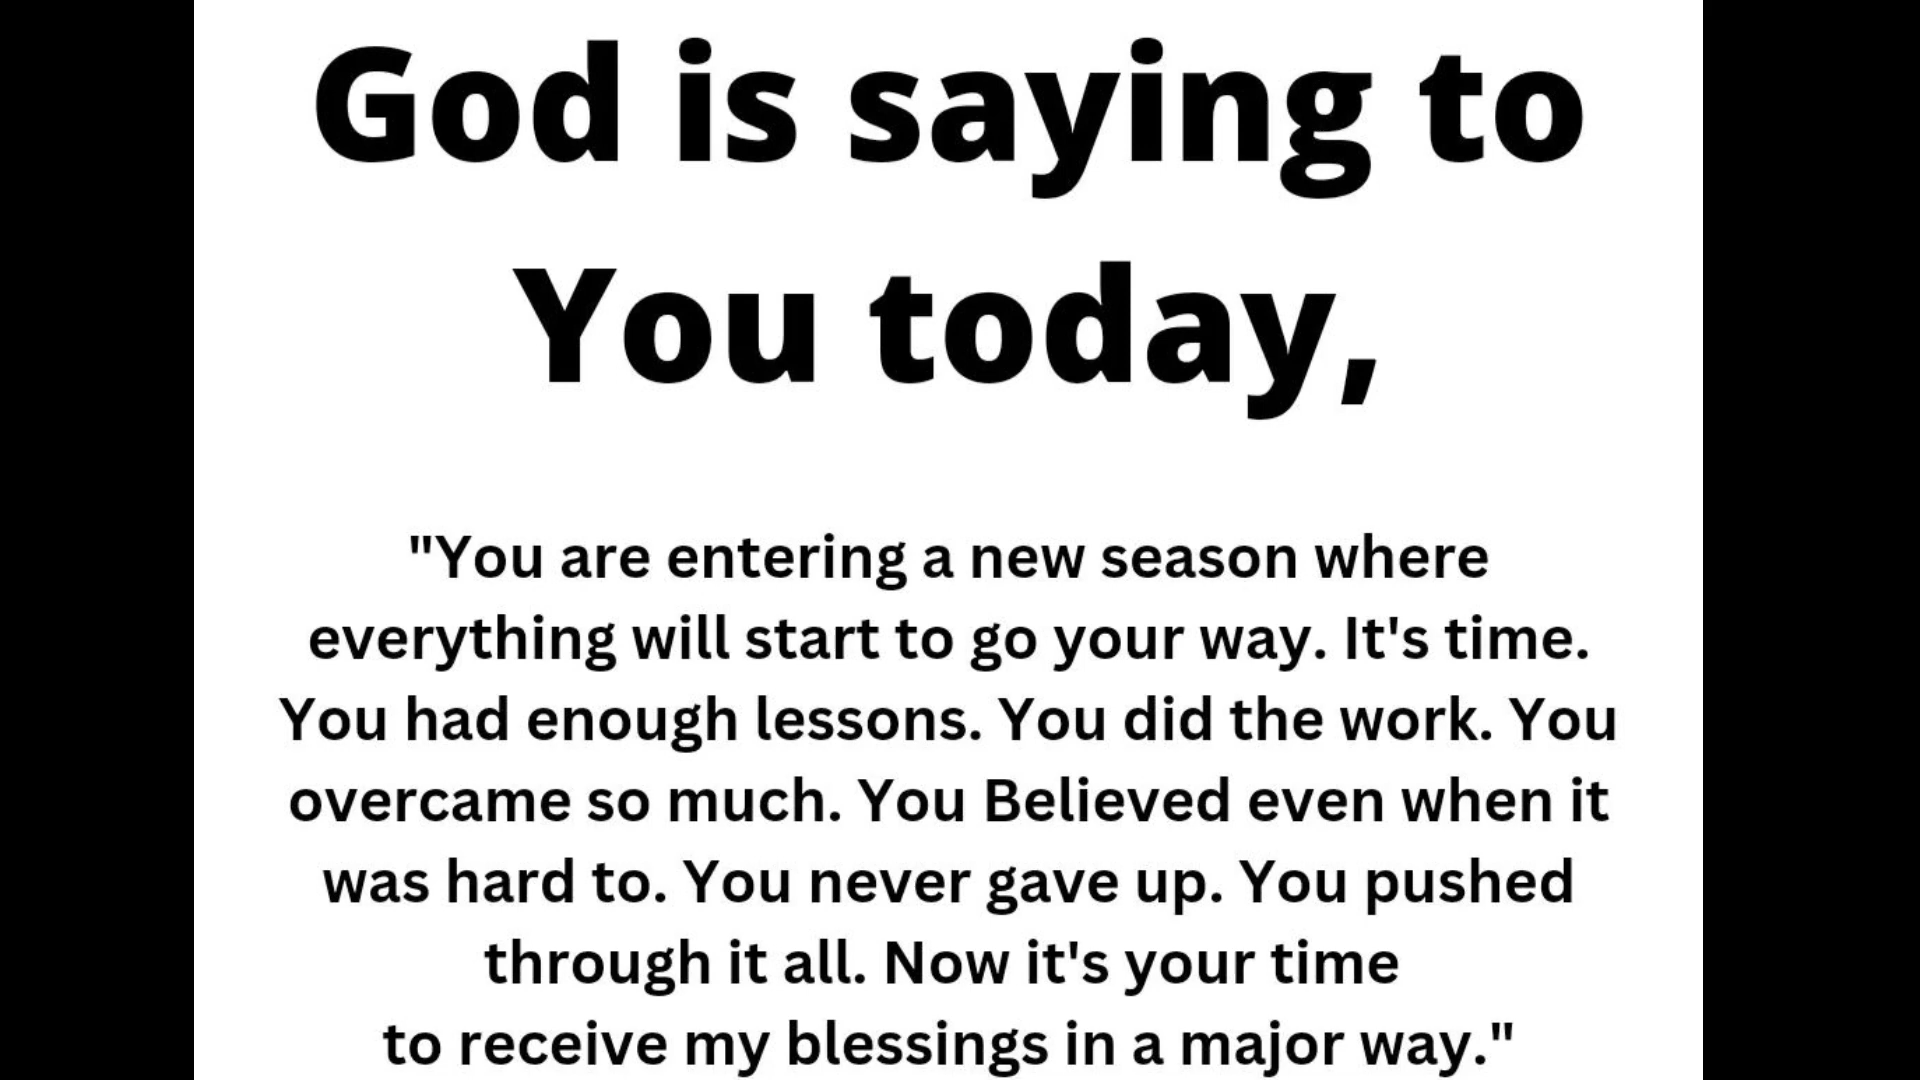 God is saying to
You today,
"You are entering a new season where
everything will start to go your way. It's time.
You had enough lessons. You did the work. You
overcame so much. You Believed even when it
was hard to. You never gave up. You pushed
through it all. Now it's your time
to receive my blessings in a major way."